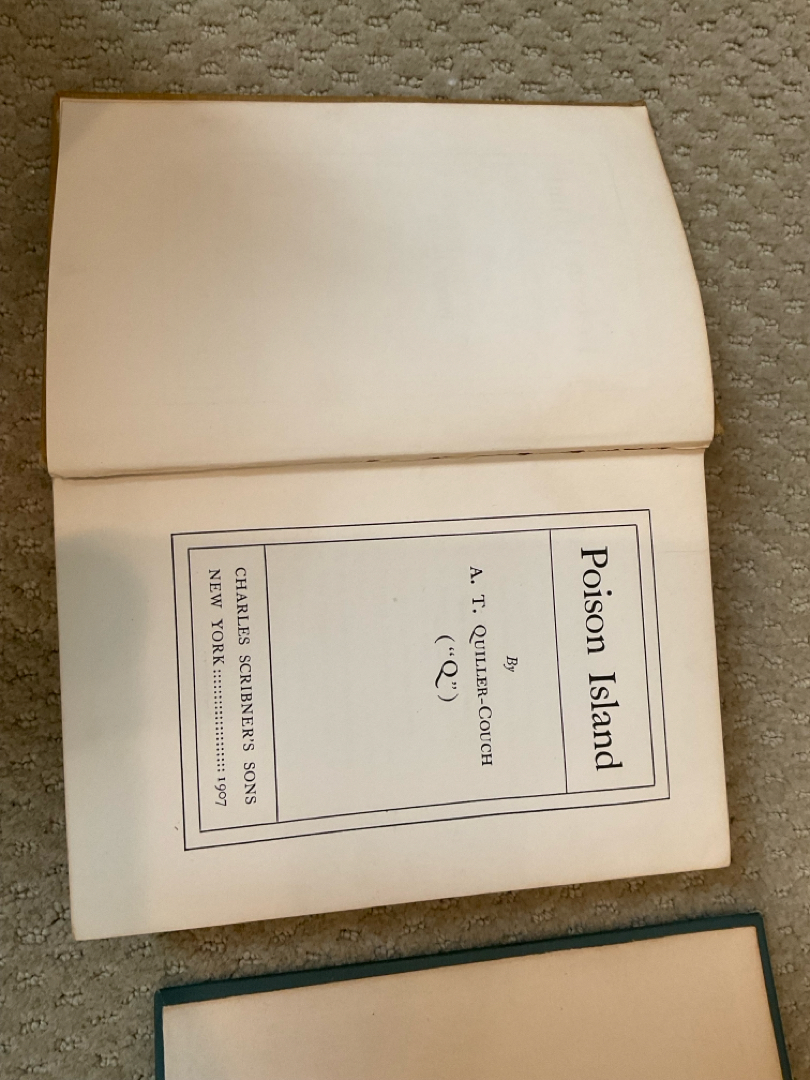 Poison Island
By
A. T. QUILLER-COUCH
("Q")
CHARLES SCRIBNER'S SONS
NEW YORK :::::::::::::::::::: 1907